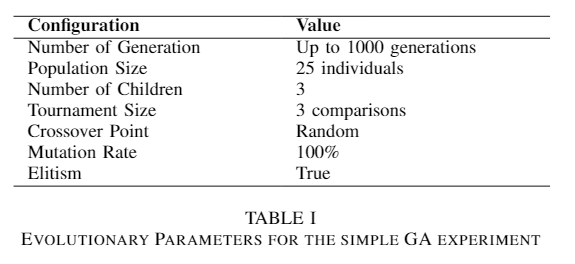 Configuration Value
Number of Generation Up to 1000 generations
Population Size 25 individuals
Number of Children 3
Tournament Size 3 comparisons
Crossover Point Random
Mutation Rate 100%
Elitism True
TABLE I
EVOLUTIONARY PARAMETERS FOR THE SIMPLE GA EXPERIMENT